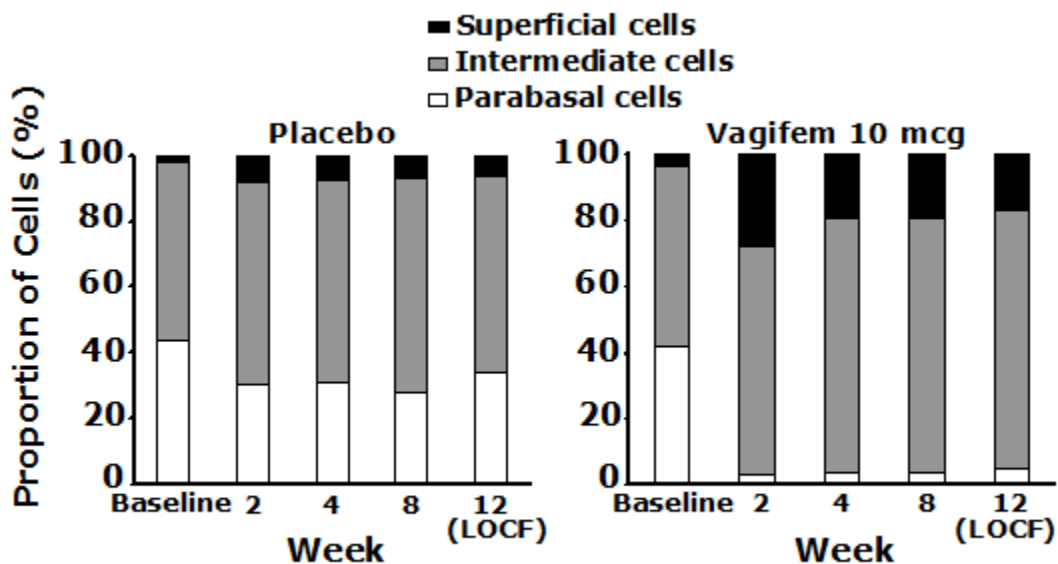 Superficial cells
Intermediate cells
Parabasal cells
Proportion of Cells (%)
Placebo
100
80
60
40
20
0
Baseline 2 4 8 12
(LOCF)
Week
Vagifem 10 mcg
100
80
60
40
20
0
Baseline 2 4 8 12
(LOCF)
Week